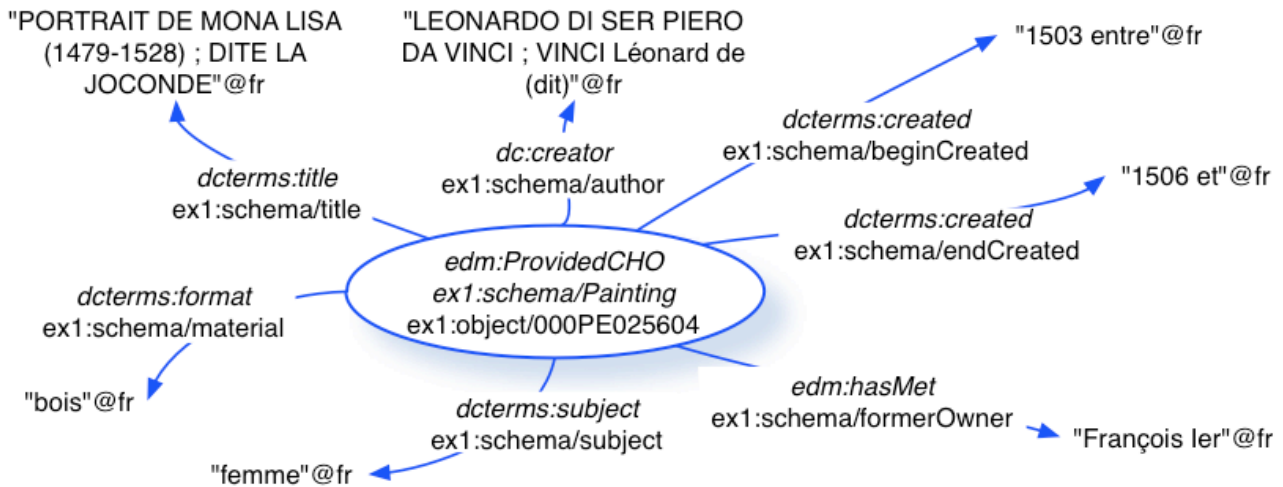 "PORTRAIT DE MONA LISA
(1479-1528) ; DITE LA
JOCONDE"@fr
"LEONARDO DI SER PIERO
DA VINCI ; VINCI Léonard de
(dit)"@fr
"1503 entre"@fr
dcterms:title
ex1:schema/title
dc:creator
ex1:schema/author
dcterms:created
ex1:schema/beginCreated
"1506 et"@fr
dcterms:created
ex1:schema/endCreated
edm:ProvidedCHO
ex1:schema/Painting
ex1:object/000PE025604
dcterms:format
ex1:schema/material
"bois"@fr
dcterms:subject
ex1:schema/subject
"femme"@fr
edm:hasMet
ex1:schema/formerOwner
"François Ier"@fr